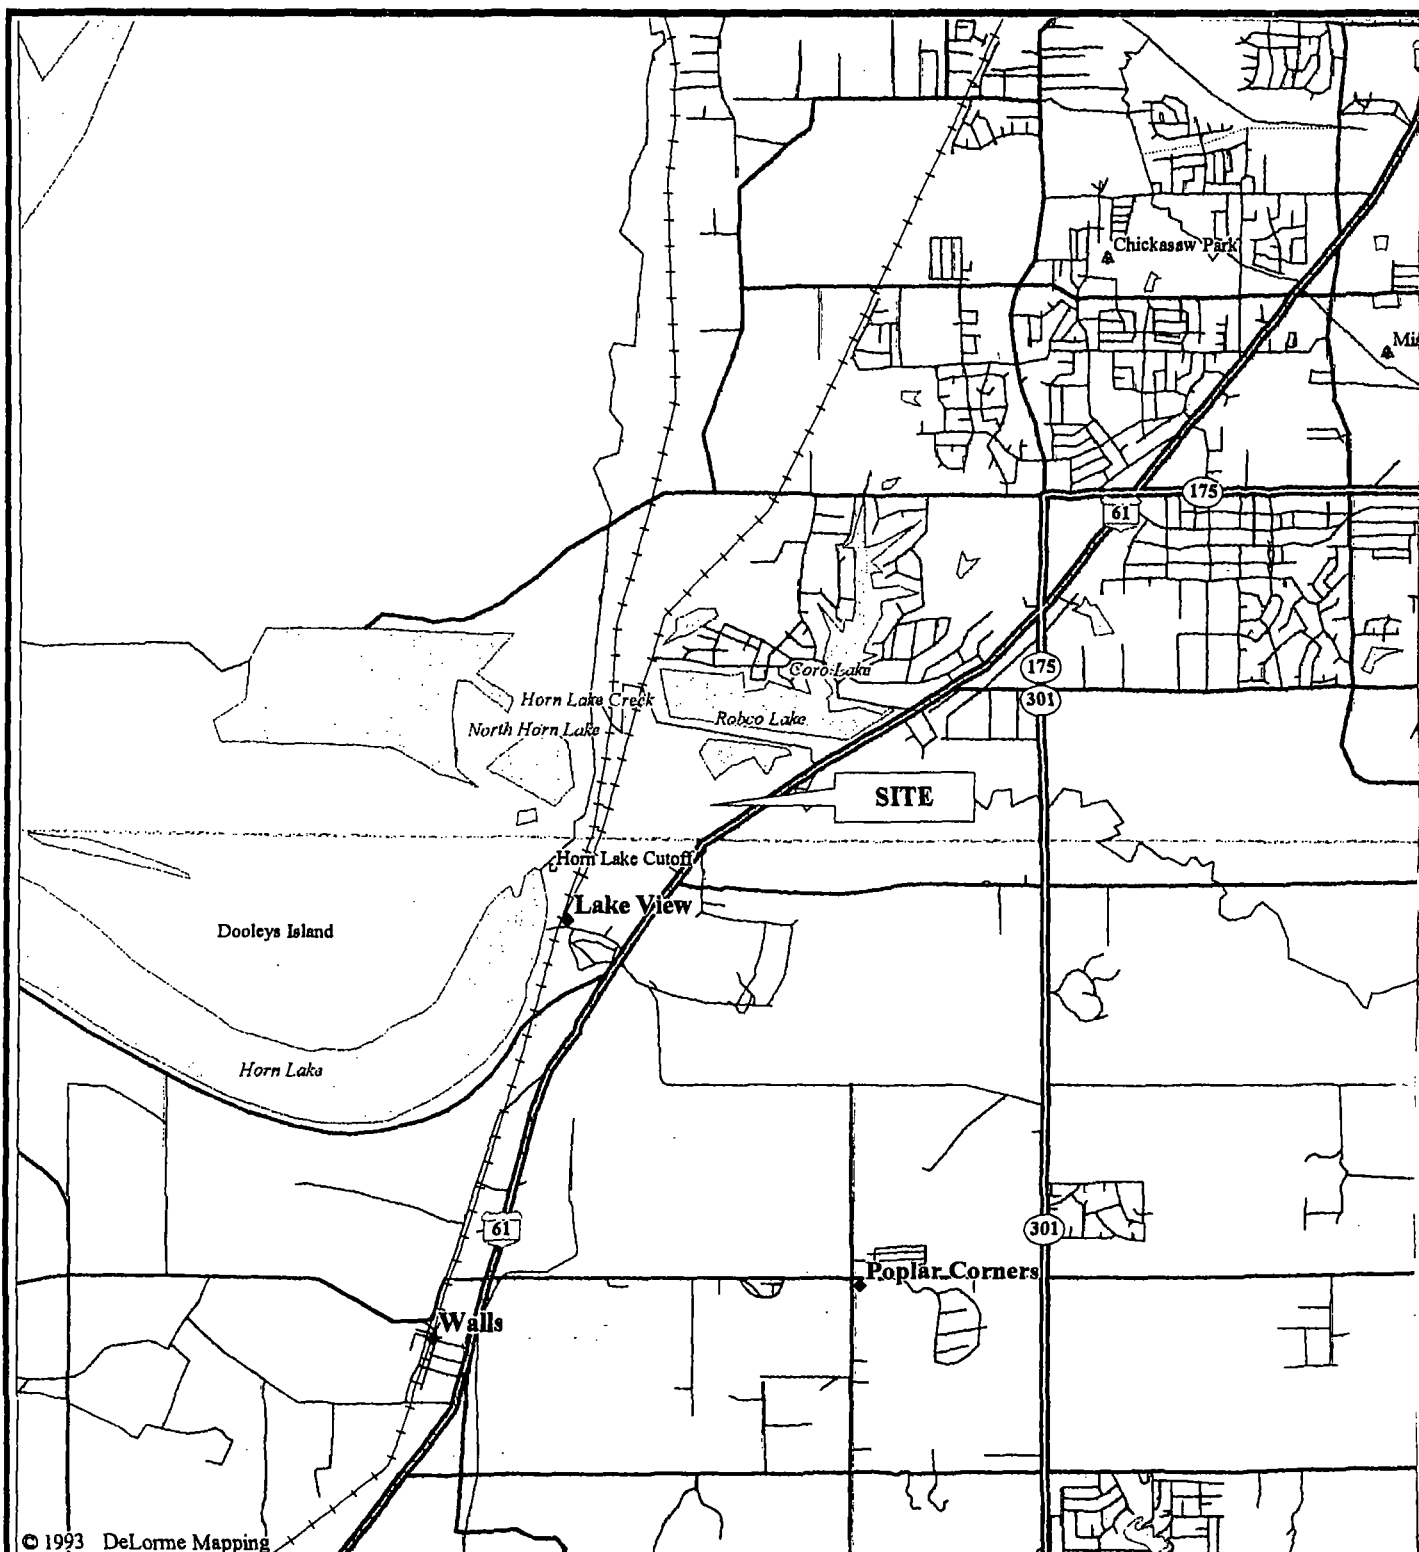 Chickasaw Park
Mi
175
61
Coro Lake
175
Horn Lake Creek
301
Robco Lake
North Horn Lake
SITE
Horn Lake Cutoff
Lake View
Dooleys Island
Horn Lake
61
301
Poplar Corners
Walls
© 1993 DeLorme Mapping